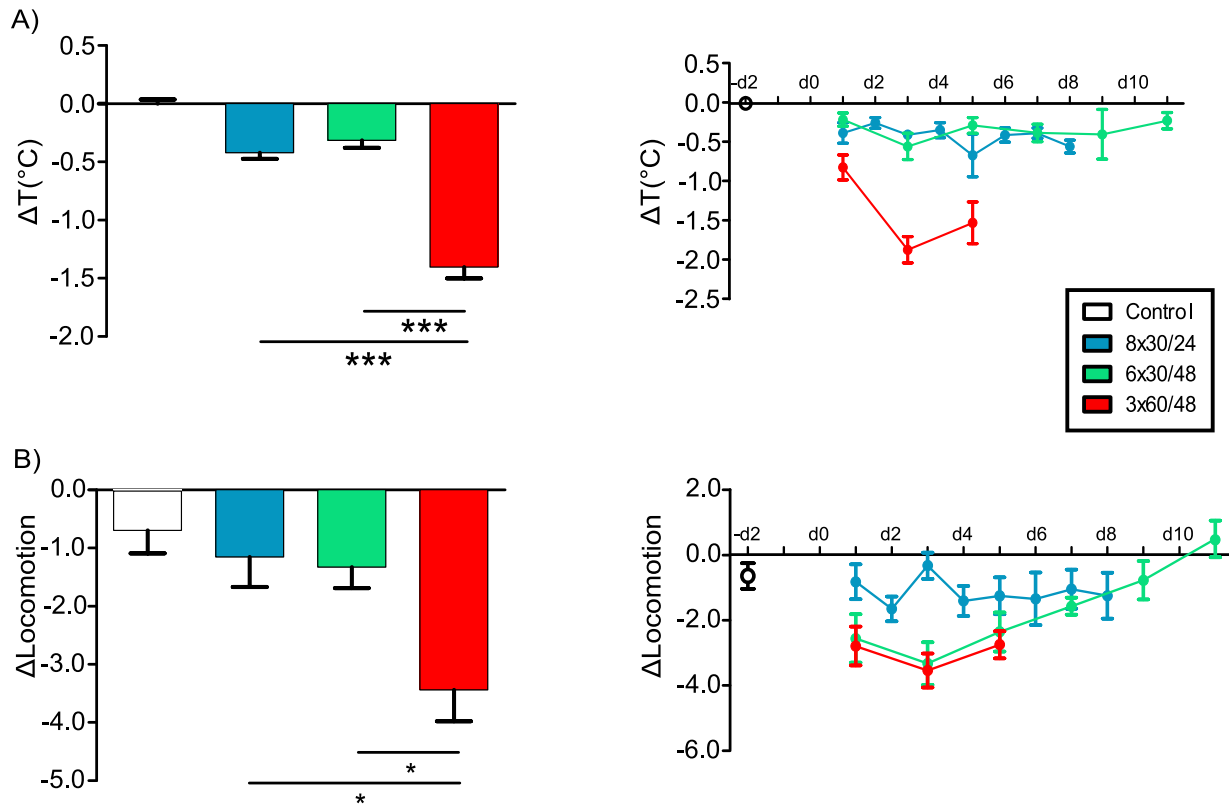 A)
0.5
0.0
-0.5
-1.0
-1.5
-2.0
ΔT(°C)
***
***
0.5
0.0
-0.5
-1.0
-1.5
-2.0
-2.5
ΔT(°C)
-d2 d0 d2 d4 d6 d8 d10
Control
8x30/24
6x30/48
3x60/48
B)
0.0
-1.0
-2.0
-3.0
-4.0
-5.0
ΔLocomotion
*
*
2.0
0.0
-2.0
-4.0
-6.0
ΔLocomotion
-d2 d0 d2 d4 d6 d8 d10